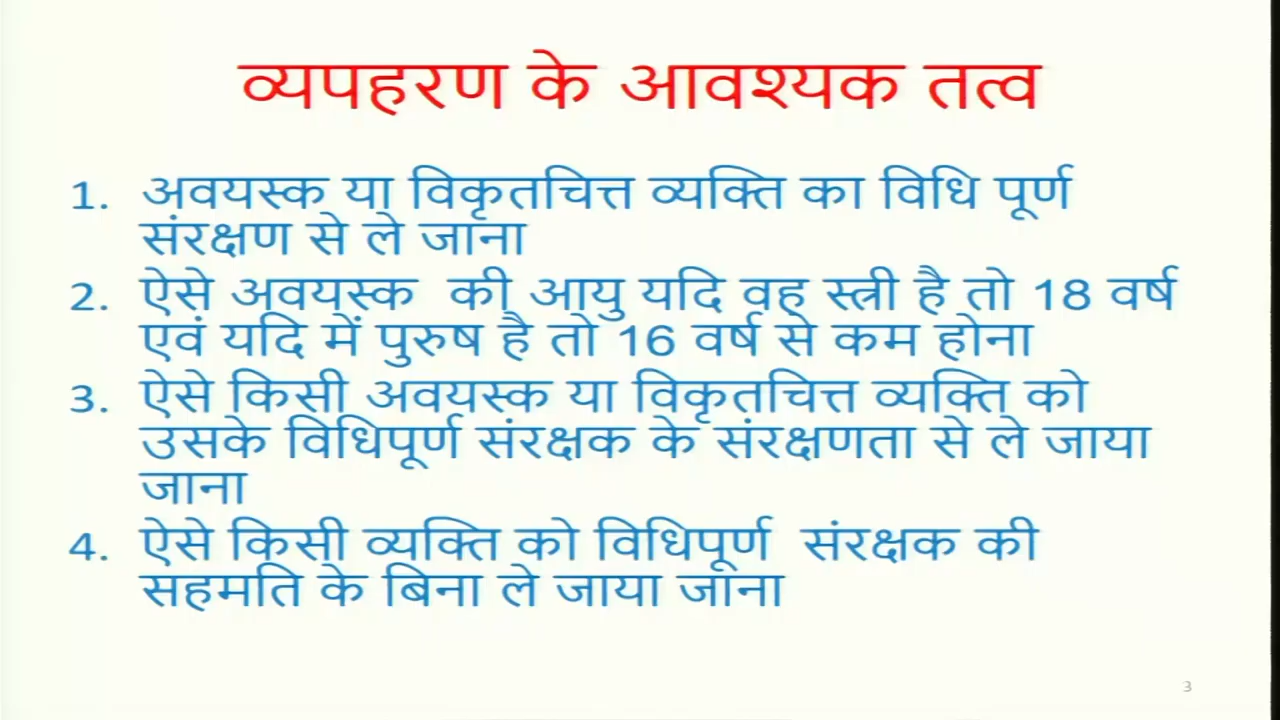 व्यपहरण के आवश्यक तत्व
1. अवयस्क या विकृतचित्त व्यक्ति का विधि पूर्ण
संरक्षण से ले जाना
2. ऐसे अवयस्क की आयु यदि वह स्त्री है तो 18 वर्ष
एवं यदि में पुरुष है तो 16 वर्ष से कम होना
3. ऐसे किसी अवयस्क या विकृतचित्त व्यक्ति को
उसके विधिपूर्ण संरक्षक के संरक्षणता से ले जाया
जाना
4. ऐसे किसी व्यक्ति को विधिपूर्ण संरक्षक की
सहमति के बिना ले जाया जाना
3